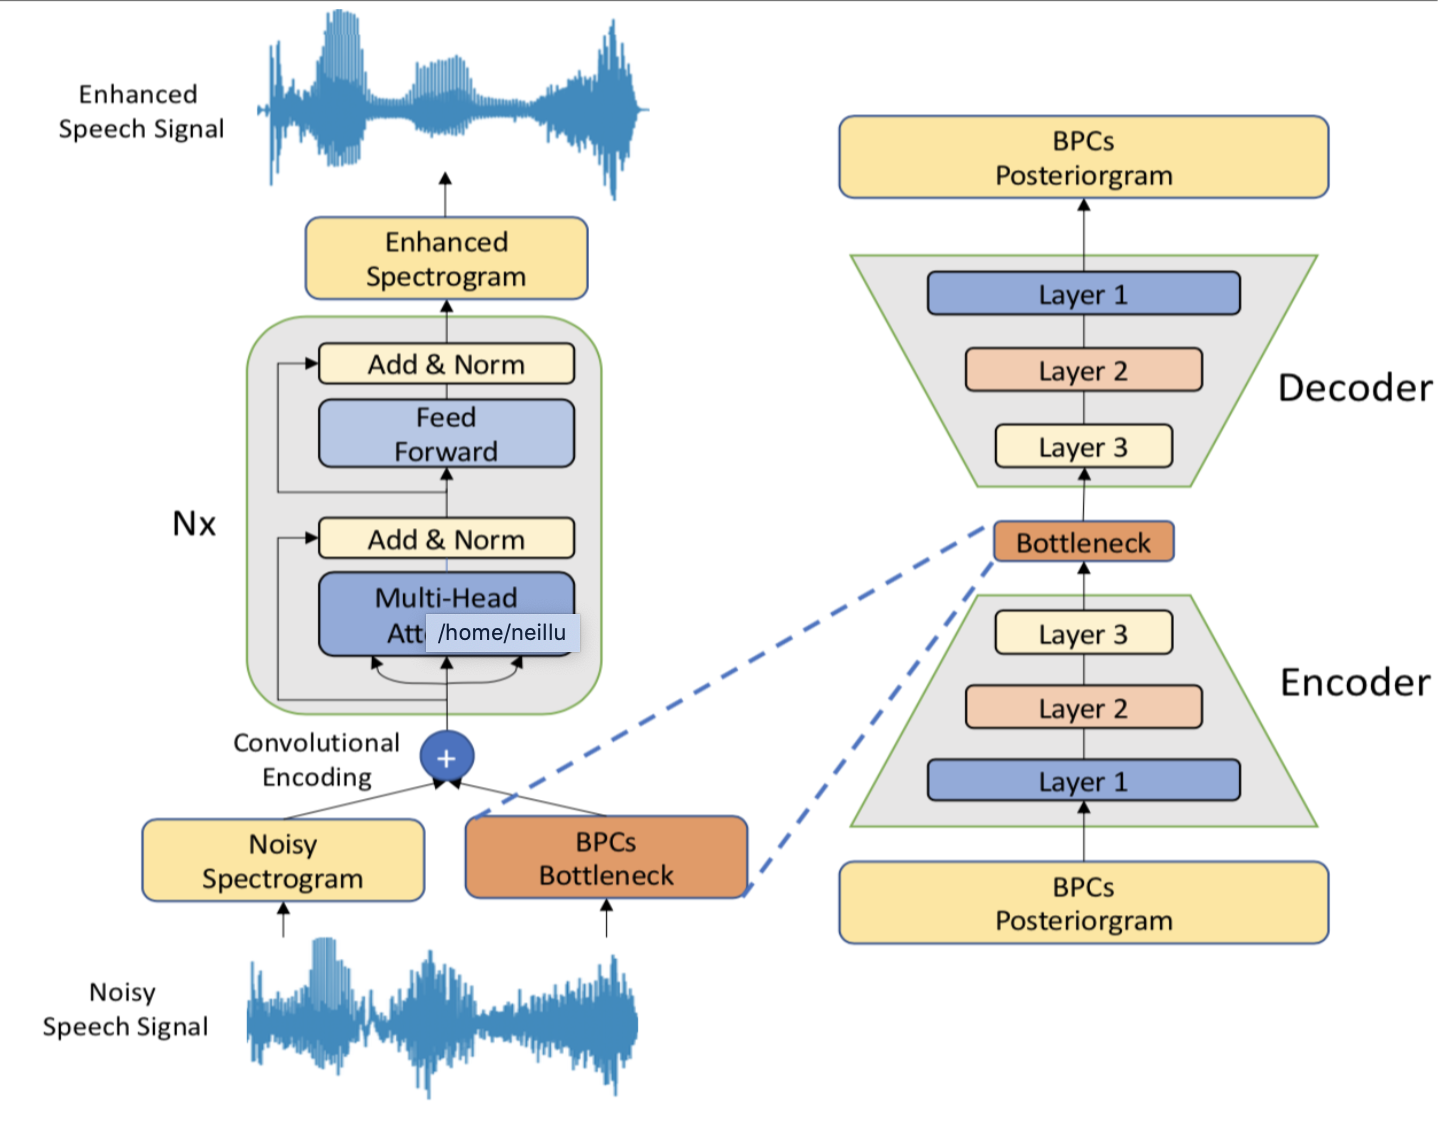 Enhanced
Speech Signal
Enhanced
Spectrogram
Add & Norm
Feed
Forward
Nx
Add & Norm
Multi-Head
/home/neillu
Convolutional
Encoding
+
Noisy
Spectrogram
BPCs
Bottleneck
Noisy
Speech Signal
BPCs
Posteriorgram
Layer 1
Layer 2
Layer 3
Decoder
Bottleneck
Layer 3
Layer 2
Layer 1
Encoder
BPCs
Posteriorgram